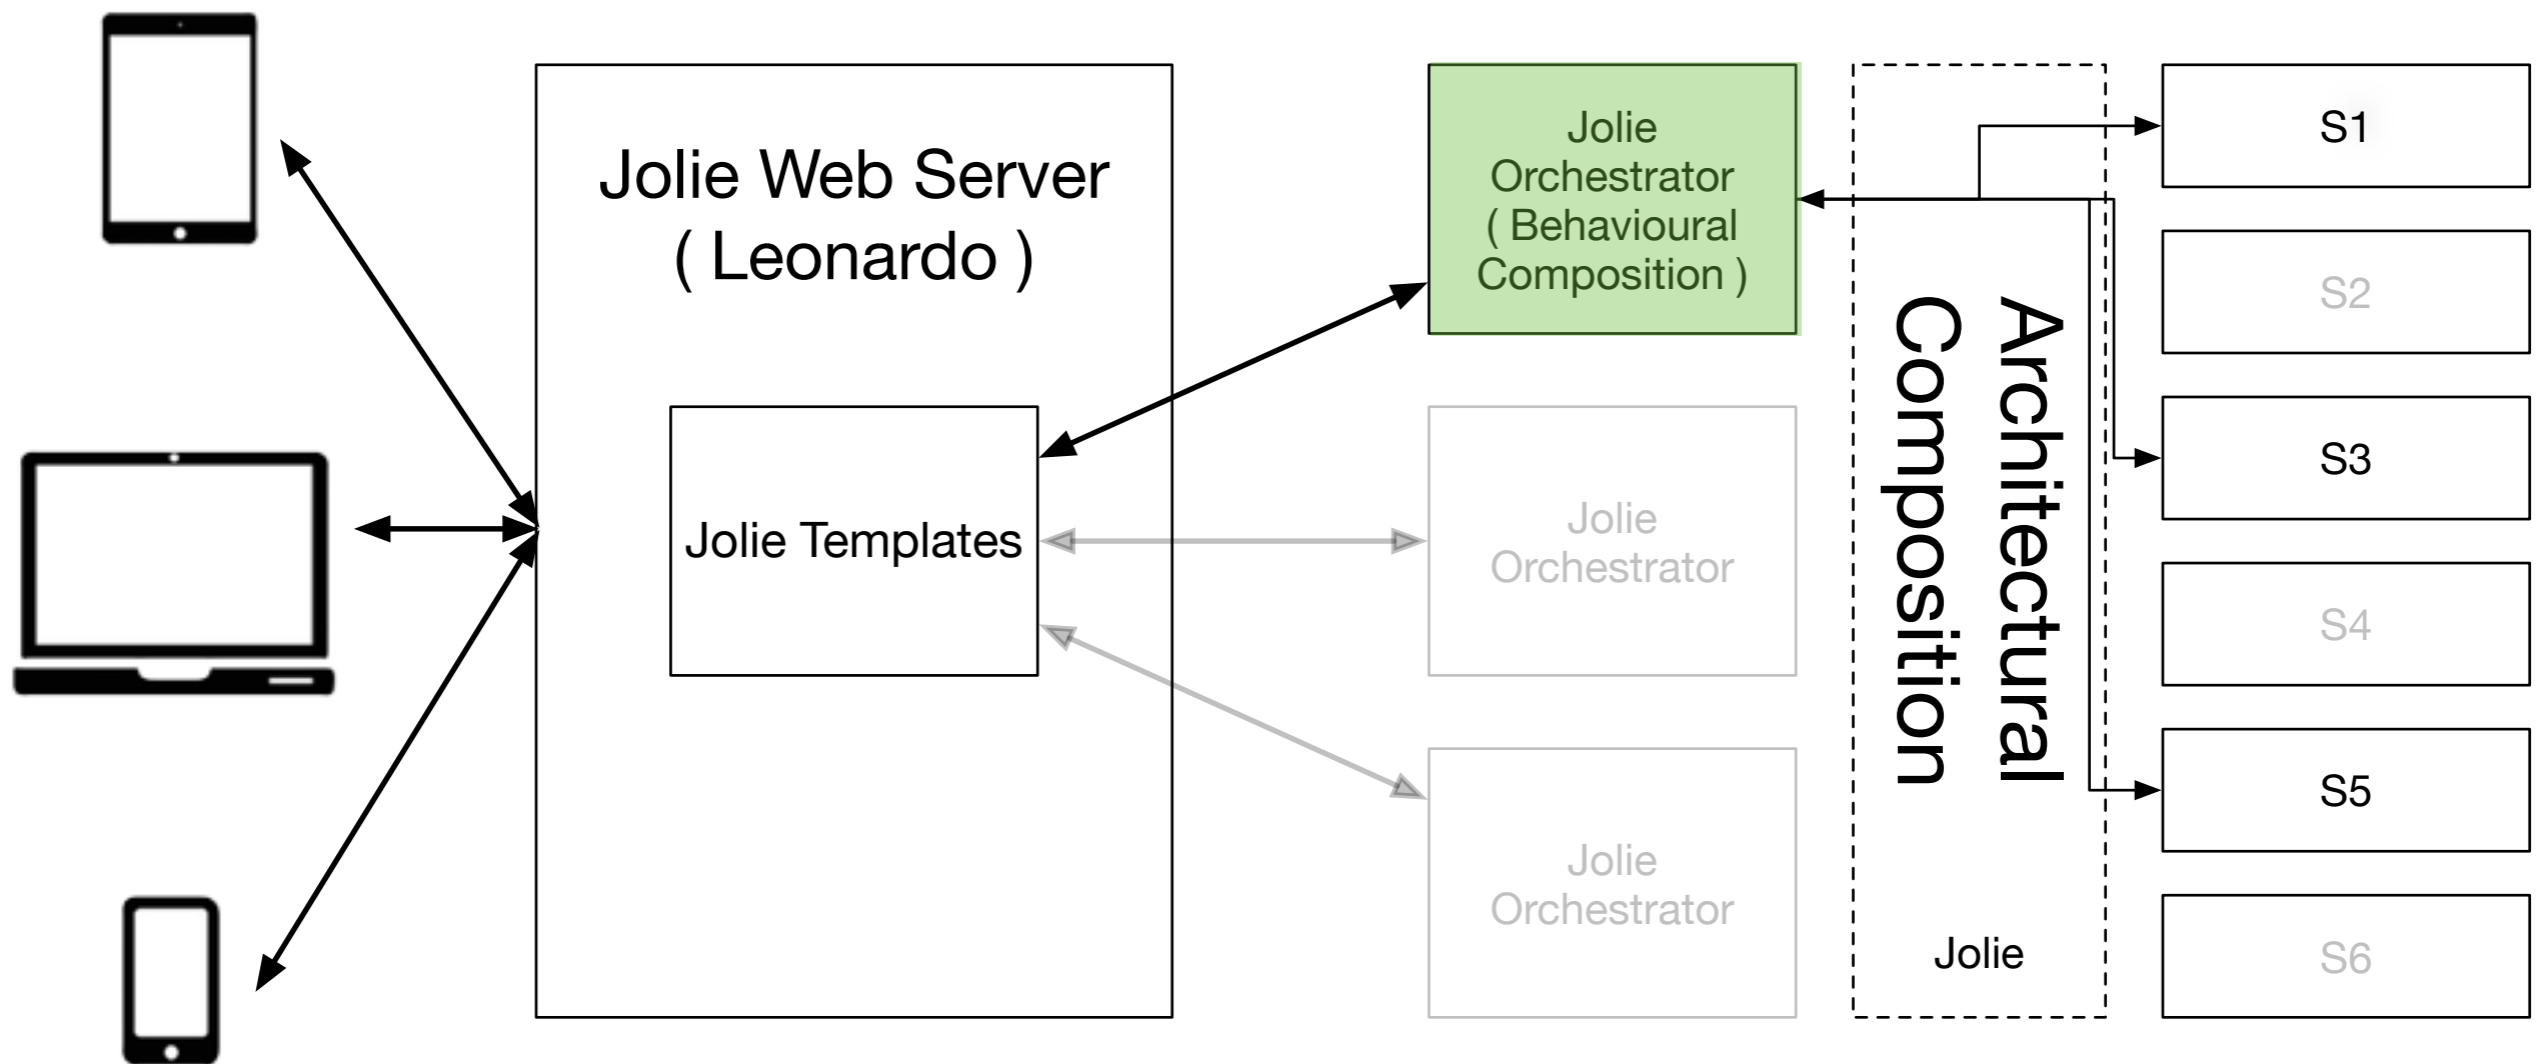 Jolie Web Server
( Leonardo )
Jolie Templates
Jolie
Orchestrator
( Behavioural
Composition )
Jolie
Orchestrator
Jolie
Orchestrator
Architectural
Composition
Jolie
S1
S2
S3
S4
S5
S6